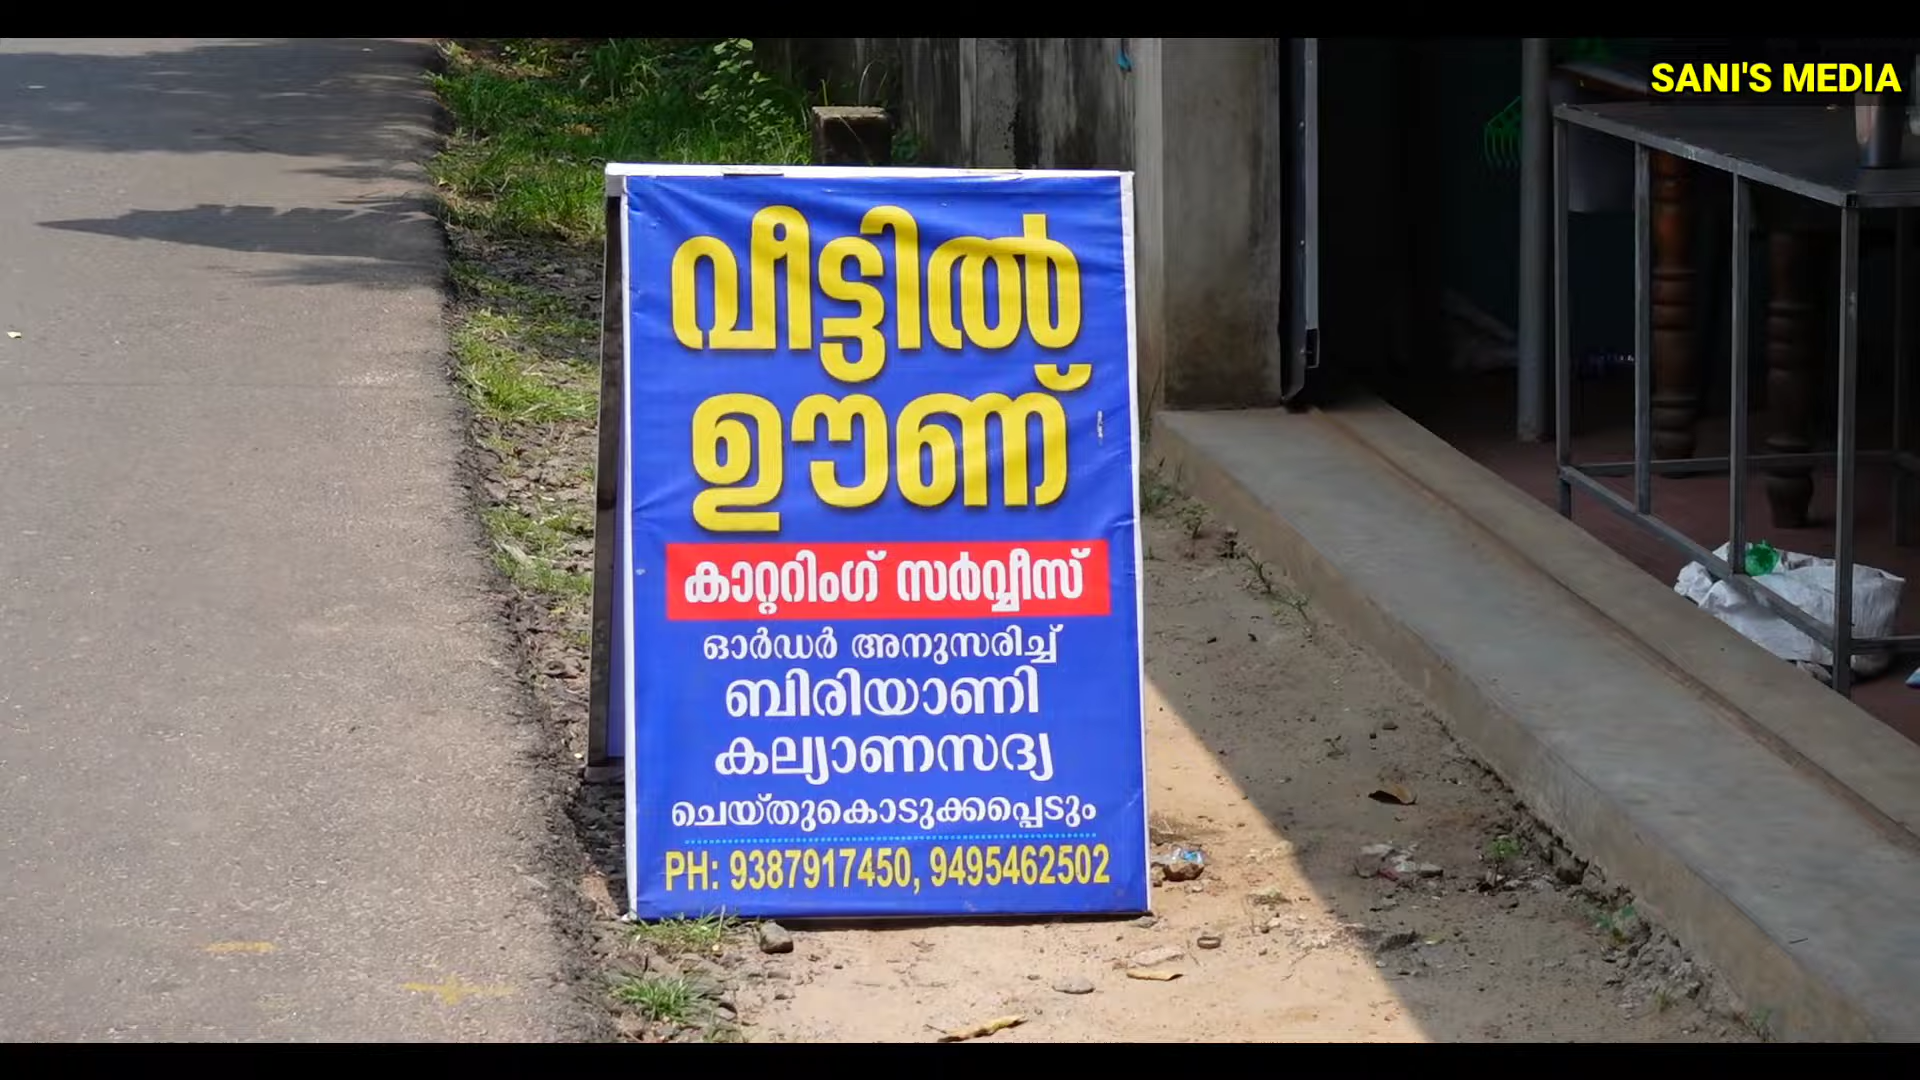 SANI'S MEDIA
വീട്ടിൽ
ഊണ്
കാറ്ററിംഗ് സർവ്വീസ്
ഓർഡർ അനുസരിച്ച്
ബിരിയാണി
കല്യാണസദ്യ
ചെയ്തുകൊടുക്കപ്പെടും
PH: 9387917450, 9495462502